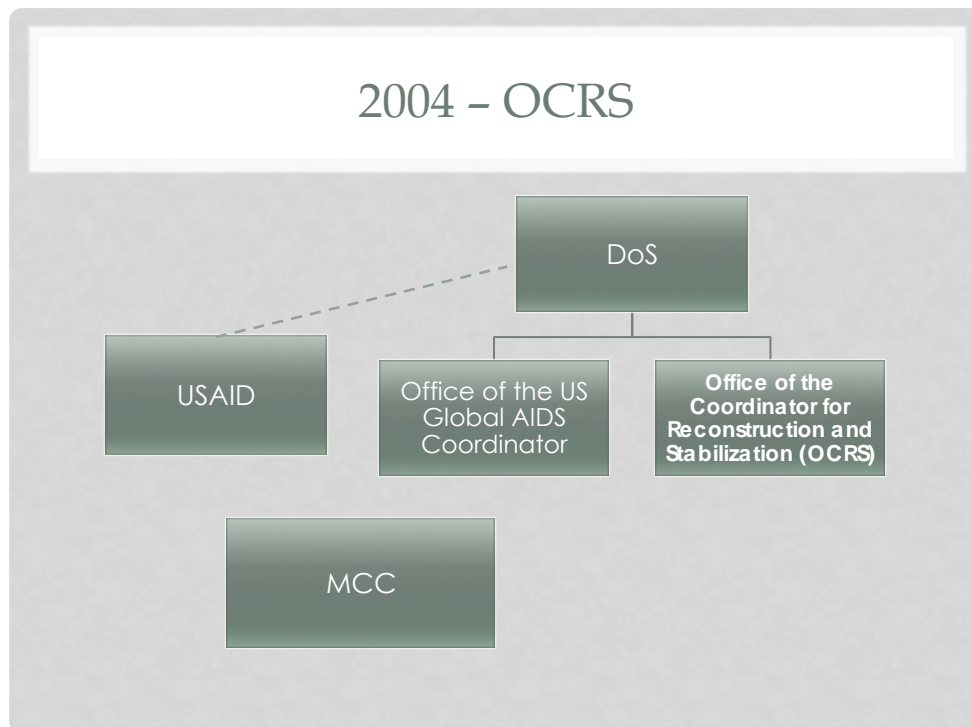 2004 – OCRS
DoS
USAID
Office of the US
Global AIDS
Coordinator
Office of the
Coordinator for
Reconstruction and
Stabilization (OCRS)
MCC